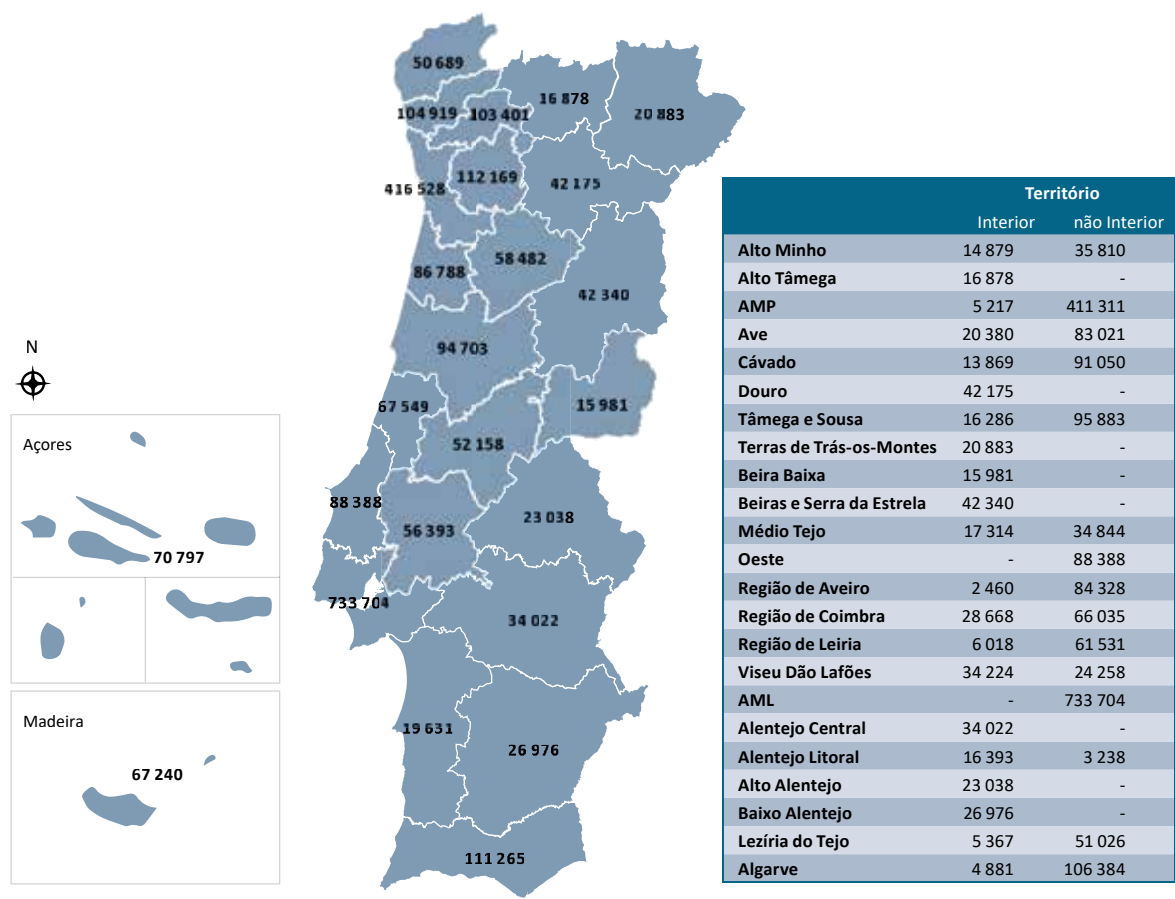 50 689
16 878
20 883
104 919
103 401
112 169
42 175
416 528
58 482
86 788
42 340
94 703
15 981
67 549
52 158
88 388
56 393
23 038
733 704
34 022
19 631
26 976
111 265
N
Açores
70 797
Madeira
67 240
Território
Interior não Interior
Alto Minho 14 879 35 810
Alto Tâmega 16 878 -
AMP 5 217 411 311
Ave 20 380 83 021
Cávado 13 869 91 050
Douro 42 175 -
Tâmega e Sousa 16 286 95 883
Terras de Trás-os-Montes 20 883 -
Beira Baixa 15 981 -
Beiras e Serra da Estrela 42 340 -
Médio Tejo 17 314 34 844
Oeste - 88 388
Região de Aveiro 2 460 84 328
Região de Coimbra 28 668 66 035
Região de Leiria 6 018 61 531
Viseu Dão Lafões 34 224 24 258
AML - 733 704
Alentejo Central 34 022 -
Alentejo Litoral 16 393 3 238
Alto Alentejo 23 038 -
Baixo Alentejo 26 976 -
Lezíria do Tejo 5 367 51 026
Algarve 4 881 106 384